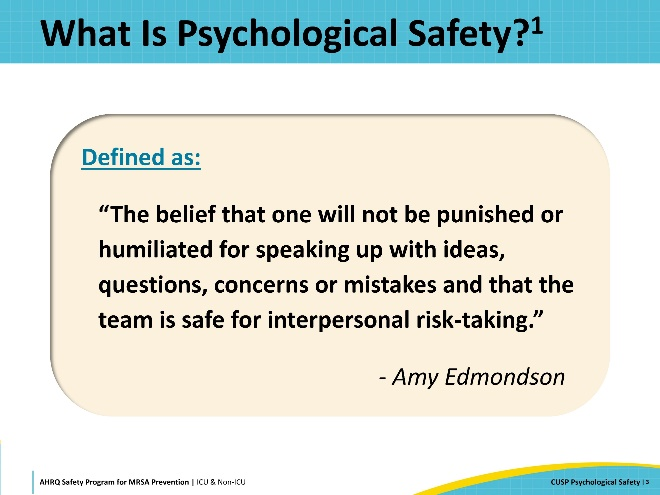 What Is Psychological Safety?1
Defined as:
“The belief that one will not be punished or
humiliated for speaking up with ideas,
questions, concerns or mistakes and that the
team is safe for interpersonal risk-taking.”
- Amy Edmondson
AHRQ Safety Program for MRSA Prevention | ICU & Non-ICU
CUSP Psychological Safety | 3